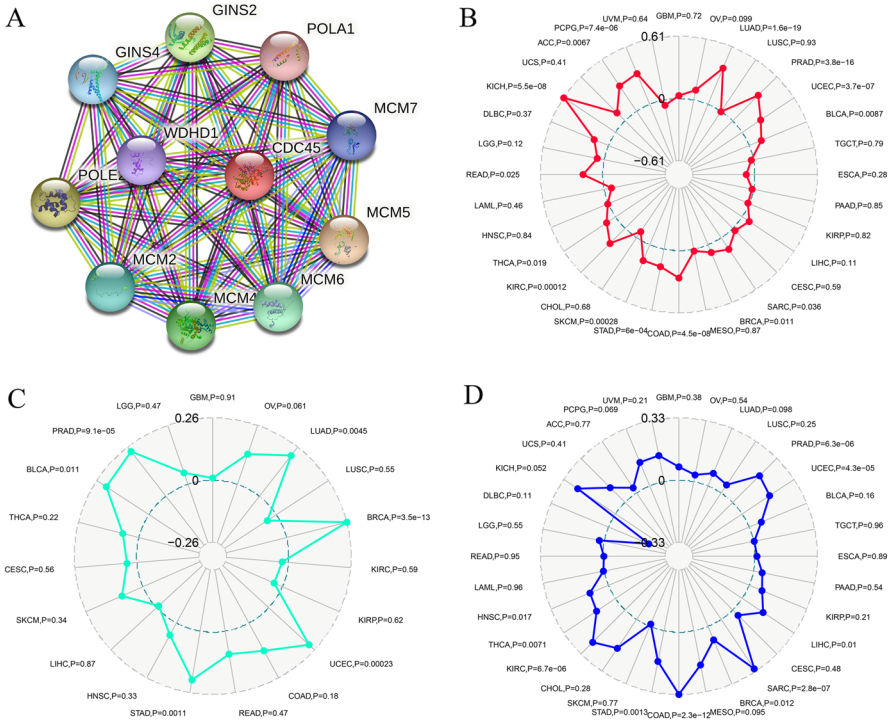 A
GINS2
POLA1
GINS4
MCM7
WDHD1
CDC45
POLE2
MCM5
MCM2
MCM6
MCM4
B
UVM,P=0.64
GBM,P=0.72
OV,P=0.099
PCPG,P=7.4e-06
LUAD,P=1.6e-19
ACC,P=0.0067
0.61
LUSC,P=0.93
UCS,P=0.41
PRAD,P=3.8e-16
KICH,P=5.5e-08
0
UCEC,P=3.7e-07
DLBC,P=0.37
BLCA,P=0.0087
LGG,P=0.12
TGCT,P=0.79
READ,P=0.025
−0.61
ESCA,P=0.28
LAML,P=0.46
PAAD,P=0.85
HNSC,P=0.84
KIRP,P=0.82
THCA,P=0.019
LIHC,P=0.11
KIRC,P=0.00012
CESC,P=0.59
CHOL,P=0.68
SARC,P=0.036
SKCM,P=0.00028
BRCA,P=0.011
STAD,P=6e−04
COAD,P=4.5e−08
MESO,P=0.87
C
GBM,P=0.91
LGG,P=0.47
OV,P=0.061
0.26
PRAD,P=9.1e-05
LUAD,P=0.0045
BLCA,P=0.011
0
LUSC,P=0.55
THCA,P=0.22
BRCA,P=3.5e-13
CESC,P=0.56
−0.26
KIRC,P=0.59
SKCM,P=0.34
KIRP,P=0.62
LIHC,P=0.87
UCEC,P=0.00023
HNSC,P=0.33
COAD,P=0.18
STAD,P=0.0011
READ,P=0.47
D
UVM,P=0.21
GBM,P=0.38
OV,P=0.54
PCPG,P=0.069
LUAD,P=0.098
ACC,P=0.77
0.33
LUSC,P=0.25
UCS,P=0.41
PRAD,P=6.3e-06
KICH,P=0.052
0
UCEC,P=4.3e-05
DLBC,P=0.11
BLCA,P=0.16
LGG,P=0.55
TGCT,P=0.96
READ,P=0.95
−0.33
ESCA,P=0.89
LAML,P=0.96
PAAD,P=0.54
HNSC,P=0.017
KIRP,P=0.21
THCA,P=0.0071
LIHC,P=0.01
KIRC,P=6.7e-06
CESC,P=0.48
CHOL,P=0.28
SARC,P=2.8e-07
SKCM,P=0.77
BRCA,P=0.012
STAD,P=0.0013
COAD,P=2.3e−12
MESO,P=0.095